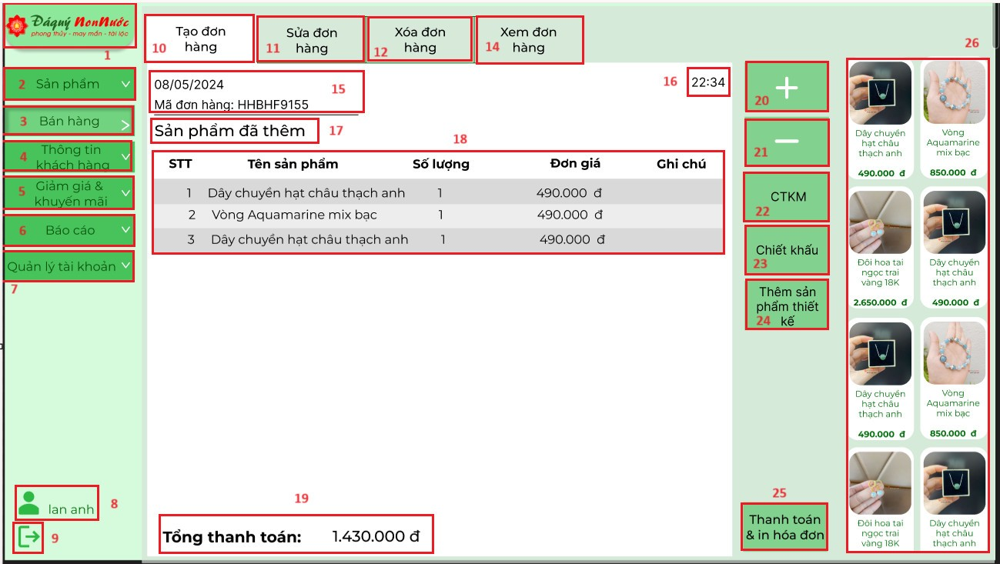 Đáquý NonNước
phong thủy - may mắn - tài lộc
1
2 Sản phẩm
3 Bán hàng
4 Thông tin
khách hàng
5 Giảm giá &
khuyến mãi
6 Báo cáo
Quản lý tài khoản
7
lan anh 8
9
Tạo đơn
10 hàng
Sửa đơn
11 hàng
Xóa đơn
12 hàng
Xem đơn
14 hàng
08/05/2024
15
Mã đơn hàng: HHBHF9155
16 22:34
Sản phẩm đã thêm 17
18
STT Tên sản phẩm Số lượng Đơn giá Ghi chú
1 Dây chuyền hạt châu thạch anh 1 490.000 đ
2 Vòng Aquamarine mix bạc 1 490.000 đ
3 Dây chuyền hạt châu thạch anh 1 490.000 đ
19
Tổng thanh toán: 1.430.000 đ
+
20
−
21
CTKM
22
Chiết khấu
23
Thêm sản
phẩm thiết
24 kế
25
Thanh toán
& in hóa đơn
26
Dây chuyền
hạt châu
thạch anh
490.000 đ
Vòng
Aquamarine
mix bạc
850.000 đ
Đôi hoa tai
ngọc trai
vàng 18K
2.650.000 đ
Dây chuyền
hạt châu
thạch anh
490.000 đ
Dây chuyền
hạt châu
thạch anh
490.000 đ
Vòng
Aquamarine
mix bạc
850.000 đ
Đôi hoa tai
ngọc trai
vàng 18K
Dây chuyền
hạt châu
thạch anh